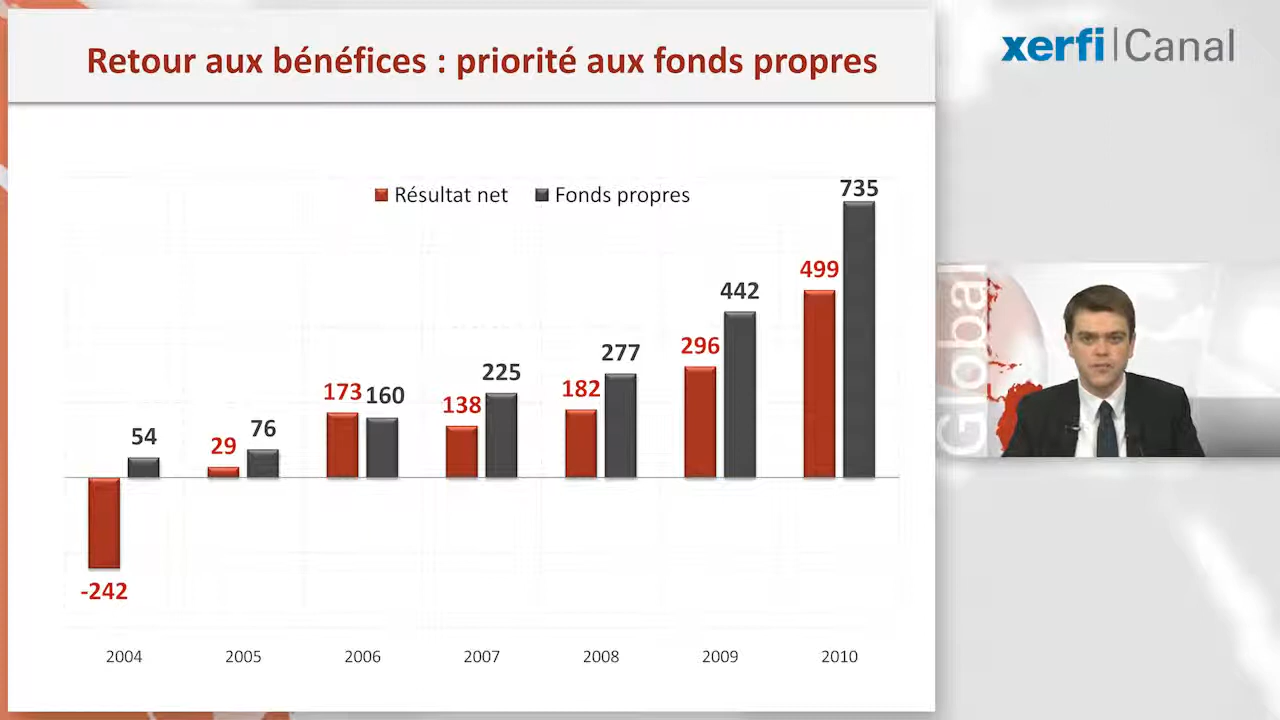 Retour aux bénéfices : priorité aux fonds propres
xerfi Canal
Résultat net Fonds propres
-242 54
29 76
173 160
138 225
182 277
296 442
499 735
2004 2005 2006 2007 2008 2009 2010
Global